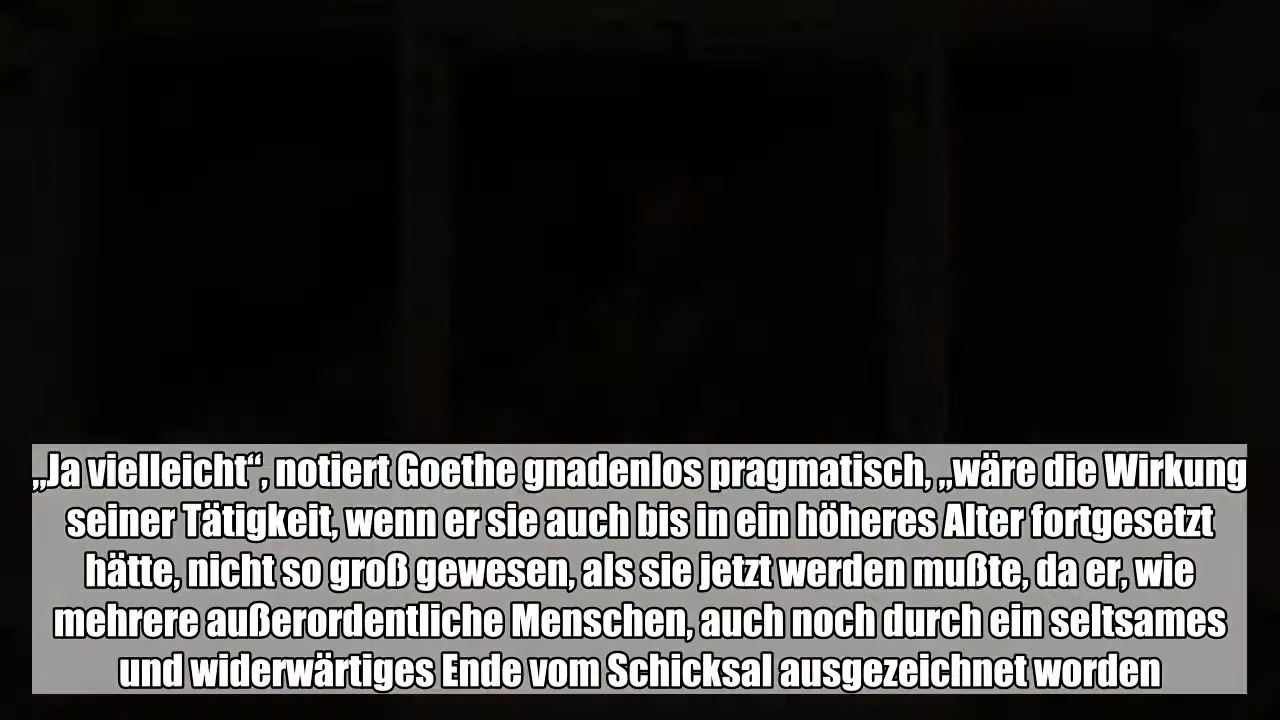 „Ja vielleicht“, notiert Goethe gnadenlos pragmatisch, „wäre die Wirkung
seiner Tätigkeit, wenn er sie auch bis in ein höheres Alter fortgesetzt
hätte, nicht so groß gewesen, als sie jetzt werden mußte, da er, wie
mehrere außerordentliche Menschen, auch noch durch ein seltsames
und widerwärtiges Ende vom Schicksal ausgezeichnet worden